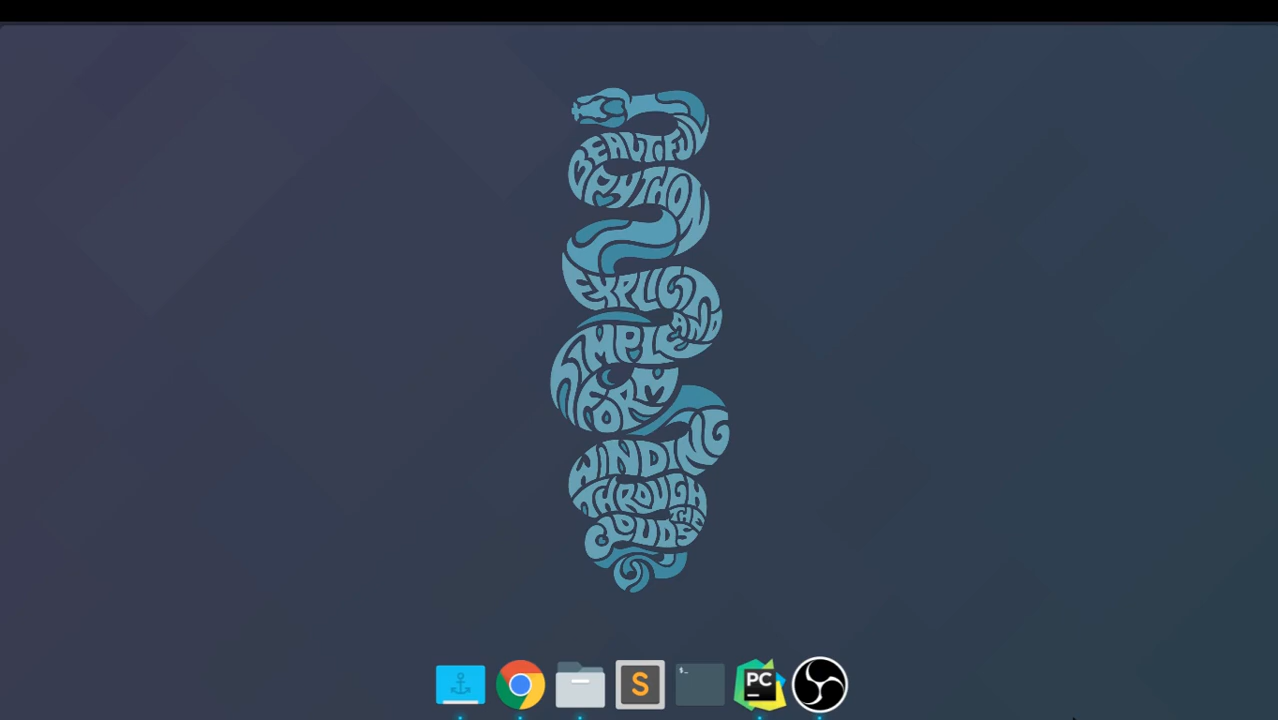 BEAUTIFUL
PYTHON
EXPLICIT
AND
SIMPLE
FORM
WINDING
THROUGH
THE
CLOUDS
S
$_
PC